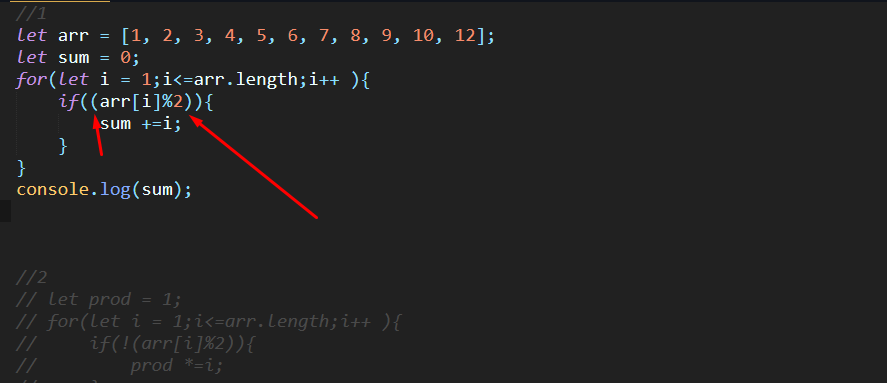 //1
let arr = [1, 2, 3, 4, 5, 6, 7, 8, 9, 10, 12];
let sum = 0;
for(let i = 1;i<=arr.length;i++ ){
    if((arr[i]%2)){
        sum +=i;
    }
}
console.log(sum);
//2
// let prod = 1;
// for(let i = 1;i<=arr.length;i++ ){
//     if(!(arr[i]%2)){
//         prod *=i;